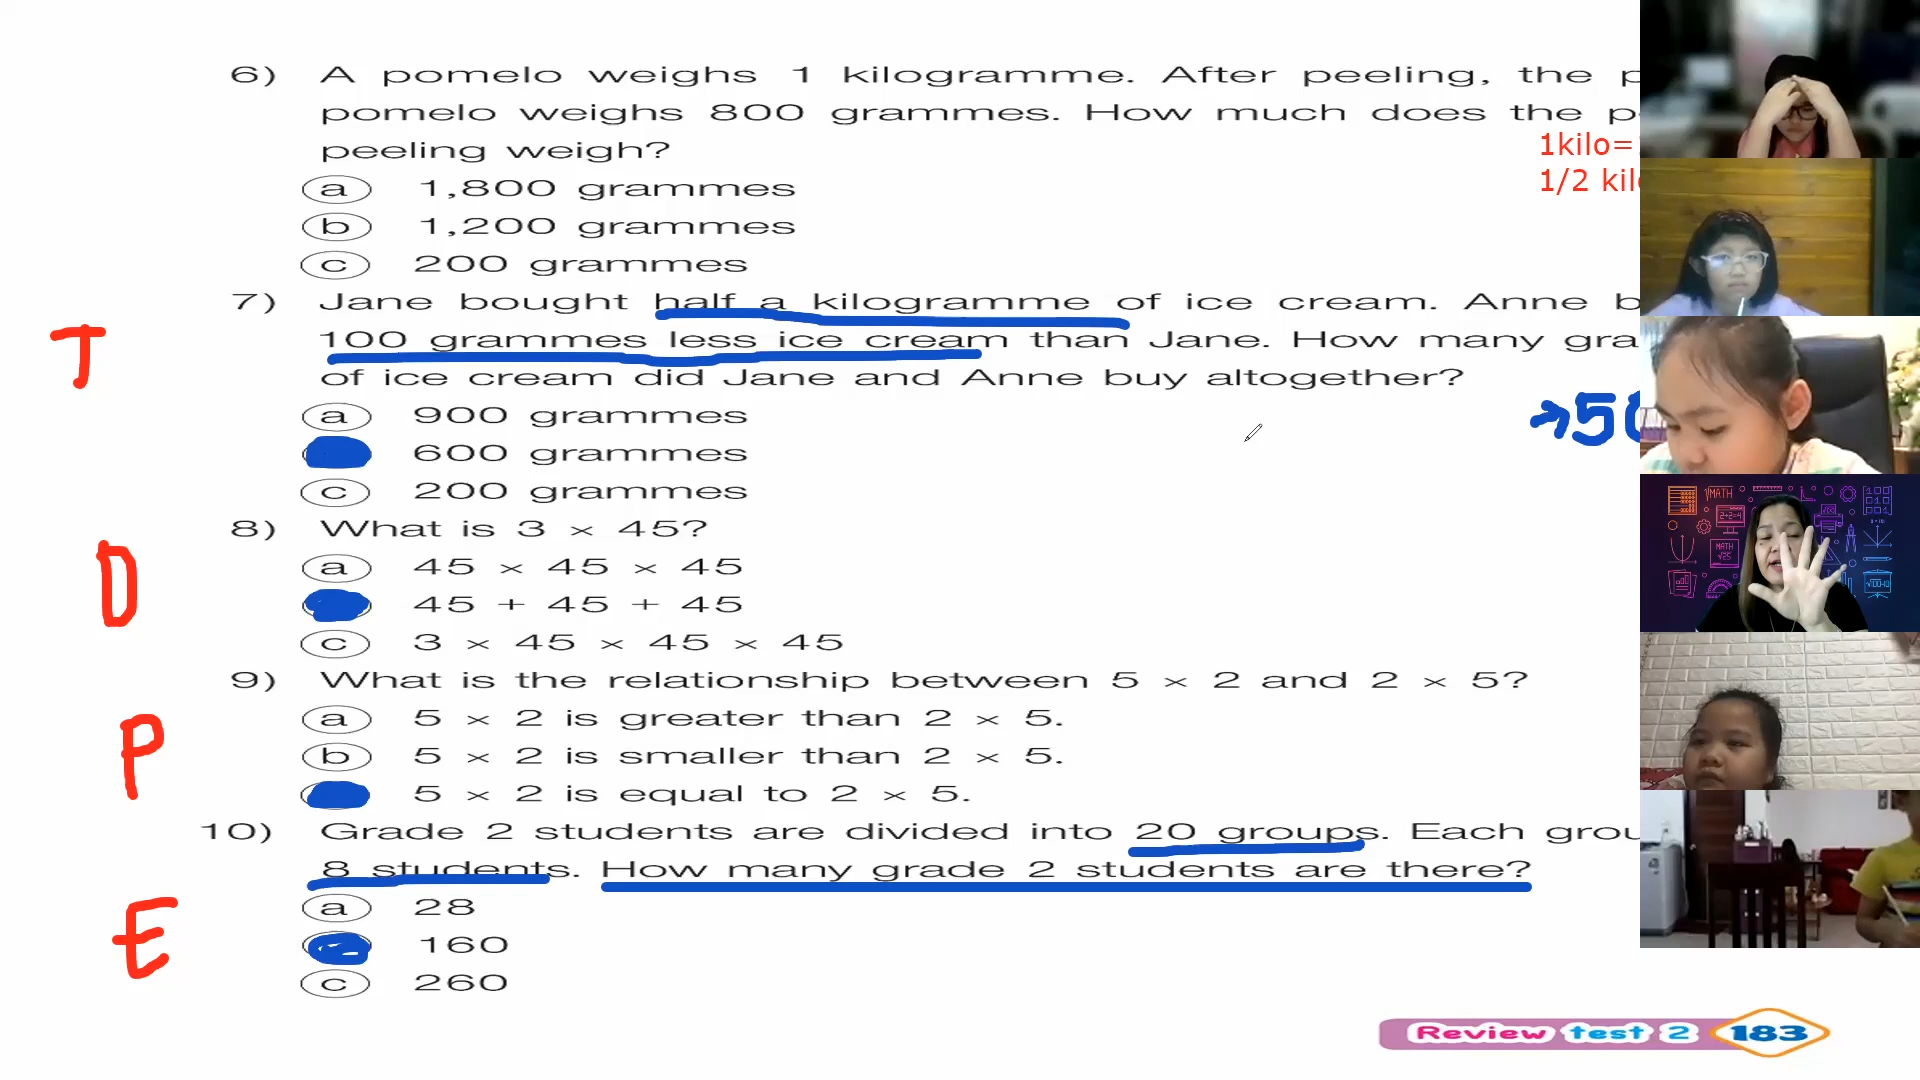 6) A pomelo weighs 1 kilogramme. After peeling, the
pomelo weighs 800 grammes. How much does the
peeling weigh?
1kilo=
1/2
a 1,800 grammes
b 1,200 grammes
c 200 grammes
7) Jane bought half a kilogramme of ice cream. Anne
100 grammes less ice cream than Jane. How many
of ice cream did Jane and Anne buy altogether?
T
a 900 grammes
600 grammes
c 200 grammes
8) What is 3 × 45?
a 45 × 45 × 45
45 + 45 + 45
c 3 × 45 × 45 × 45
D
9) What is the relationship between 5 × 2 and 2 × 5?
a 5 × 2 is greater than 2 × 5.
b 5 × 2 is smaller than 2 × 5.
5 × 2 is equal to 2 × 5.
P
10) Grade 2 students are divided into 20 groups. Each
8 students. How many grade 2 students are there?
a 28
160
c 260
E
Review test 2 183
MATH